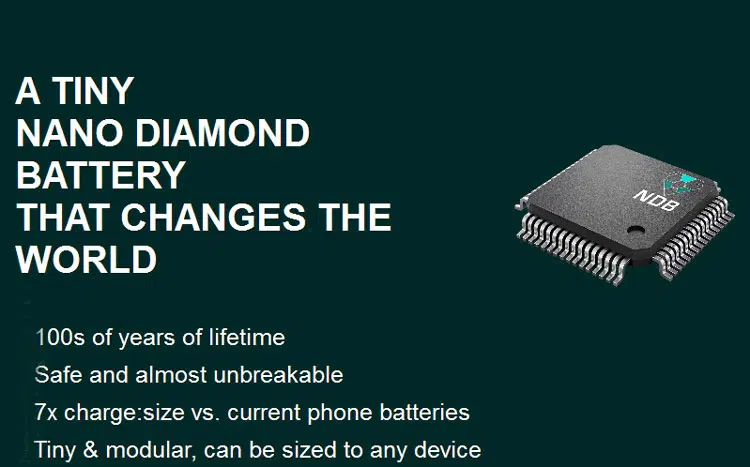 A TINY
NANO DIAMOND
BATTERY
THAT CHANGES THE
WORLD
NDB
100s of years of lifetime
Safe and almost unbreakable
7x charge:size vs. current phone batteries
Tiny & modular, can be sized to any device